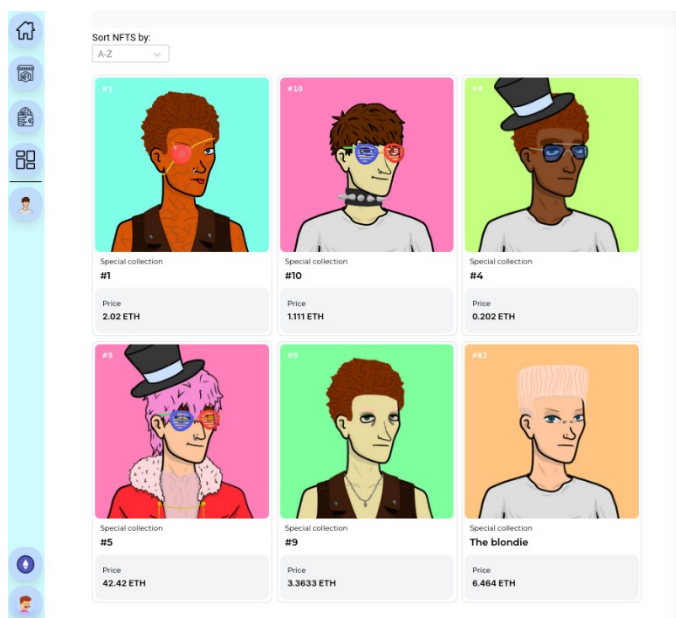 Sort NFTS by:
A-Z
#1
Special collection
#1
Price
2.02 ETH
#10
Special collection
#10
Price
1.111 ETH
#4
Special collection
#4
Price
0.202 ETH
#5
Special collection
#5
Price
42.42 ETH
#9
Special collection
#9
Price
3.3633 ETH
#83
Special collection
The blondie
Price
6.464 ETH